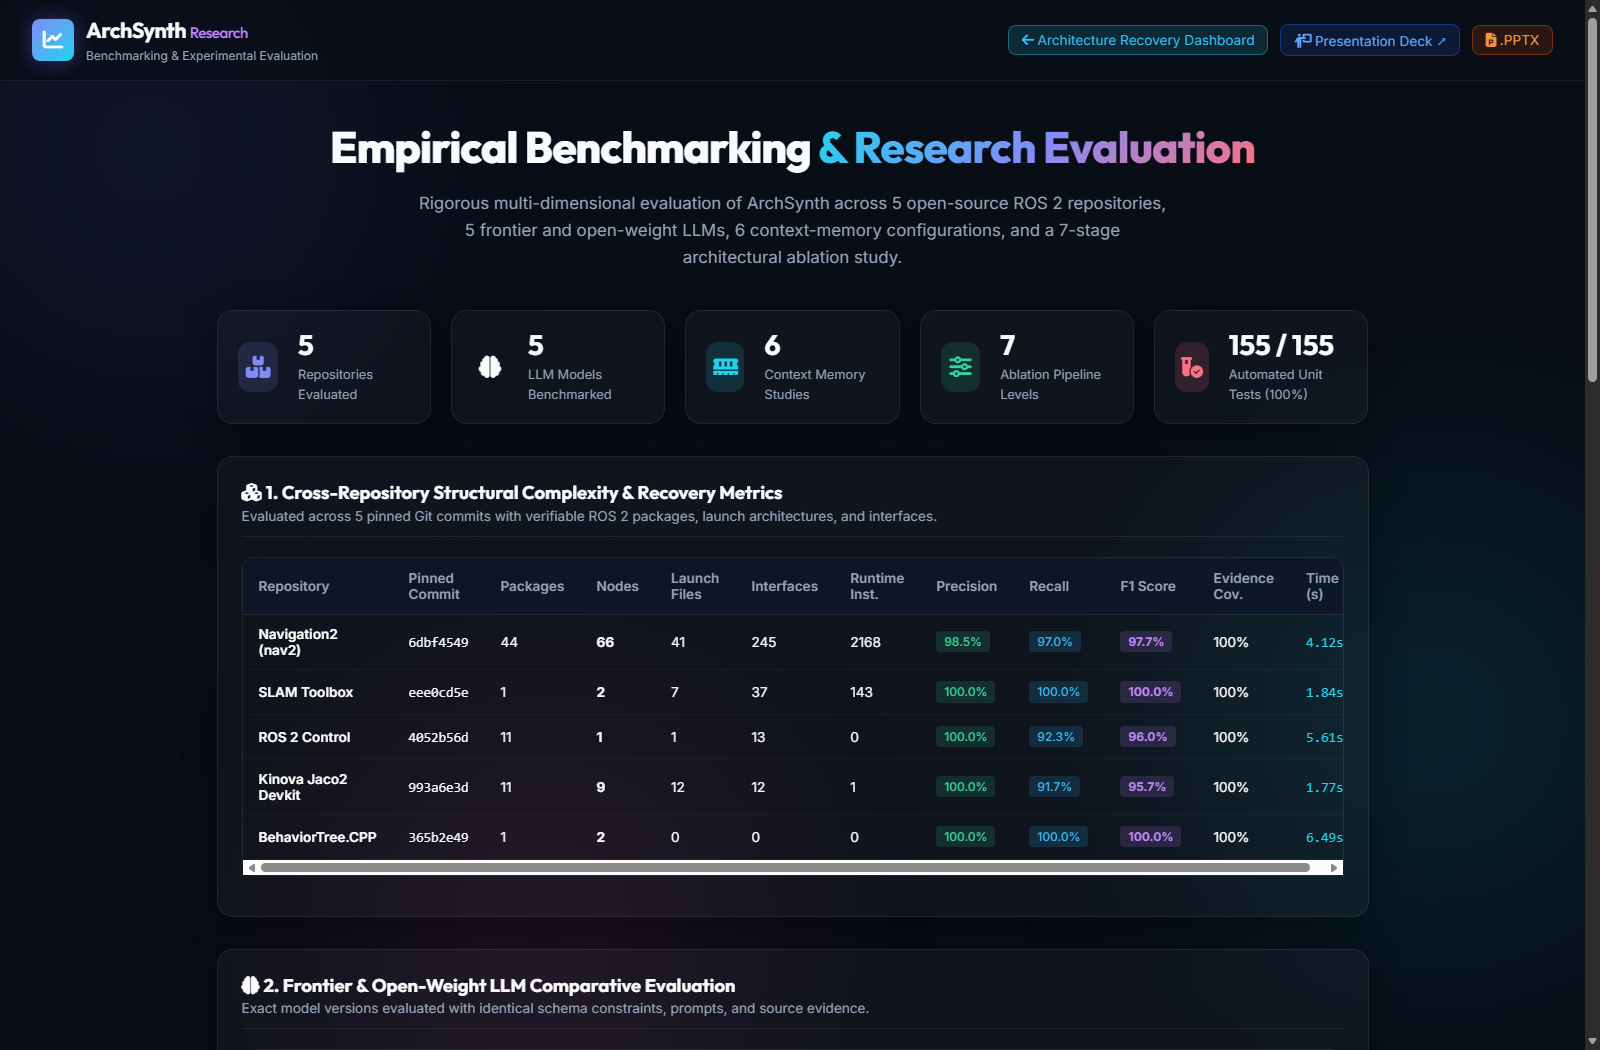 ArchSynth Research
Benchmarking & Experimental Evaluation
← Architecture Recovery Dashboard
Presentation Deck ↗
.PPTX
Empirical Benchmarking & Research Evaluation
Rigorous multi-dimensional evaluation of ArchSynth across 5 open-source ROS 2 repositories,
5 frontier and open-weight LLMs, 6 context-memory configurations, and a 7-stage
architectural ablation study.
5
Repositories
Evaluated
5
LLM Models
Benchmarked
6
Context Memory
Studies
7
Ablation Pipeline
Levels
155 / 155
Automated Unit
Tests (100%)
1. Cross-Repository Structural Complexity & Recovery Metrics
Evaluated across 5 pinned Git commits with verifiable ROS 2 packages, launch architectures, and interfaces.
Repository Pinned Commit Packages Nodes Launch Files Interfaces Runtime Inst. Precision Recall F1 Score Evidence Cov. Time (s)
Navigation2 (nav2) 6dbf4549 44 66 41 245 2168 98.5% 97.0% 97.7% 100% 4.12s
SLAM Toolbox eee0cd5e 1 2 7 37 143 100.0% 100.0% 100.0% 100% 1.84s
ROS 2 Control 4052b56d 11 1 1 13 0 100.0% 92.3% 96.0% 100% 5.61s
Kinova Jaco2 Devkit 993a6e3d 11 9 12 12 1 100.0% 91.7% 95.7% 100% 1.77s
BehaviorTree.CPP 365b2e49 1 2 0 0 0 100.0% 100.0% 100.0% 100% 6.49s
2. Frontier & Open-Weight LLM Comparative Evaluation
Exact model versions evaluated with identical schema constraints, prompts, and source evidence.